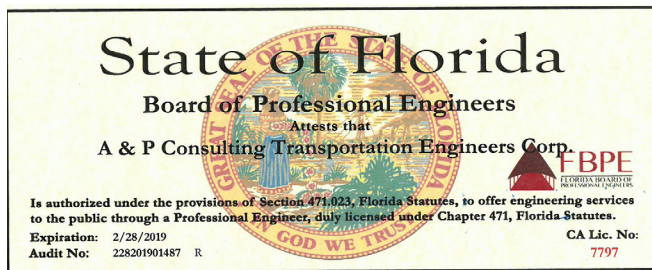 State of Florida
Board of Professional Engineers
Attests that
A & P Consulting Transportation Engineers Corp.
FBPE
FLORIDA BOARD OF
PROFESSIONAL ENGINEERS
Is authorized under the provisions of Section 471.023, Florida Statutes, to offer engineering services
to the public through a Professional Engineer, duly licensed under Chapter 471, Florida Statutes.
Expiration: 2/28/2019
Audit No: 228201901487 R
CA Lic. No:
7797
GREAT SEAL OF THE STATE OF FLORIDA
IN GOD WE TRUST